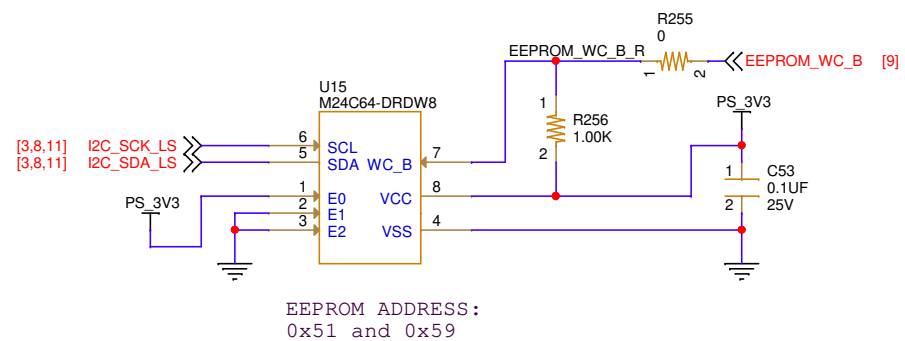 R255
0
EEPROM_WC_B_R
1
2
EEPROM_WC_B [9]
U15
M24C64-DRDW8
PS_3V3
1
R256
1.00K
2
[3,8,11] I2C_SCK_LS
6
SCL
[3,8,11] I2C_SDA_LS
5
SDA
WC_B
7
1
C53
0.1UF
25V
2
PS_3V3
1
E0
VCC
8
2
E1
3
E2
VSS
4
EEPROM ADDRESS:
0x51 and 0x59